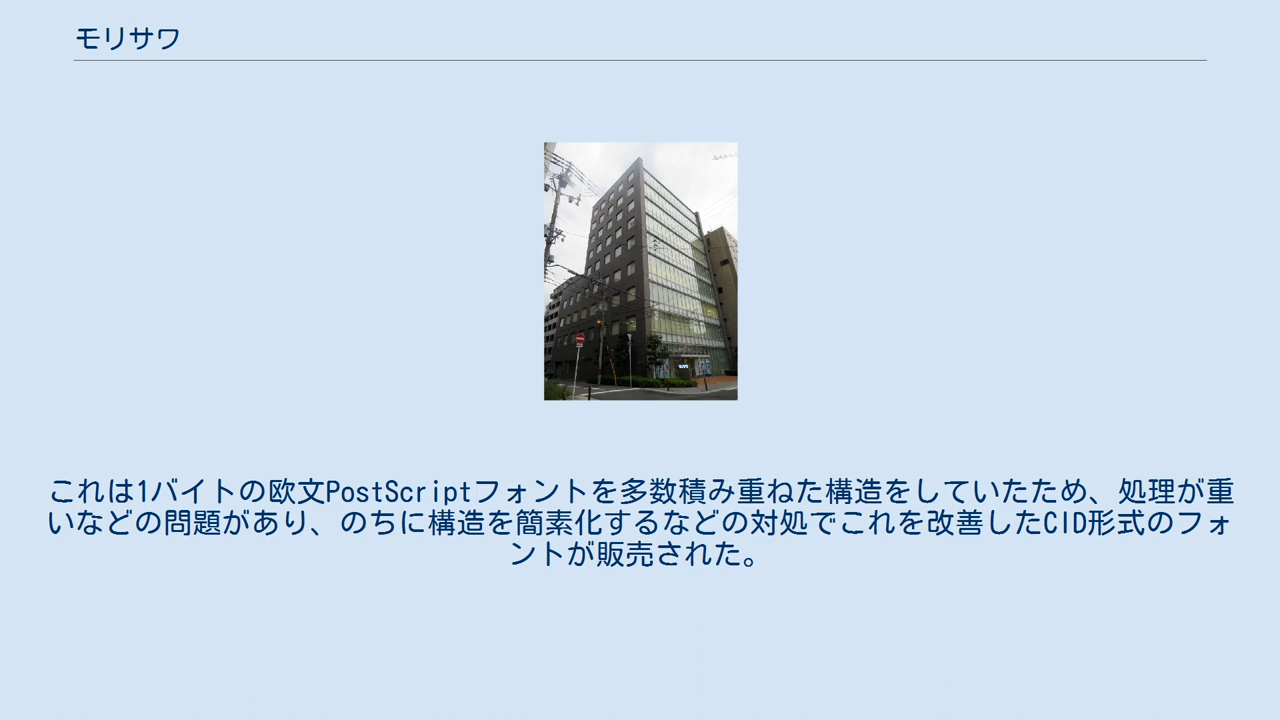 モリサワ
これは1バイトの欧文PostScriptフォントを多数積み重ねた構造をしていたため、処理が重
いなどの問題があり、のちに構造を簡素化するなどの対処でこれを改善したCID形式のフォ
ントが販売された。